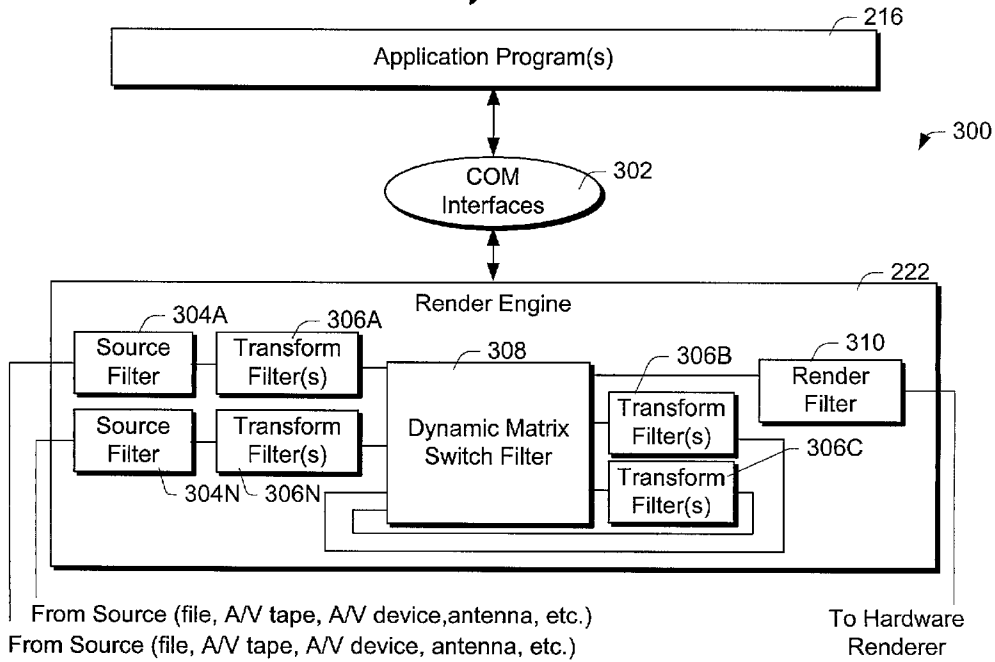 216
Application Program(s)
300
COM
Interfaces
302
222
Render Engine
304A
306A
308
306B
310
Source
Filter
Transform
Filter(s)
Dynamic Matrix
Switch Filter
Transform
Filter(s)
Render
Filter
Source
Filter
Transform
Filter(s)
306C
Transform
Filter(s)
304N
306N
From Source (file, A/V tape, A/V device,antenna, etc.)
From Source (file, A/V tape, A/V device, antenna, etc.)
To Hardware
Renderer